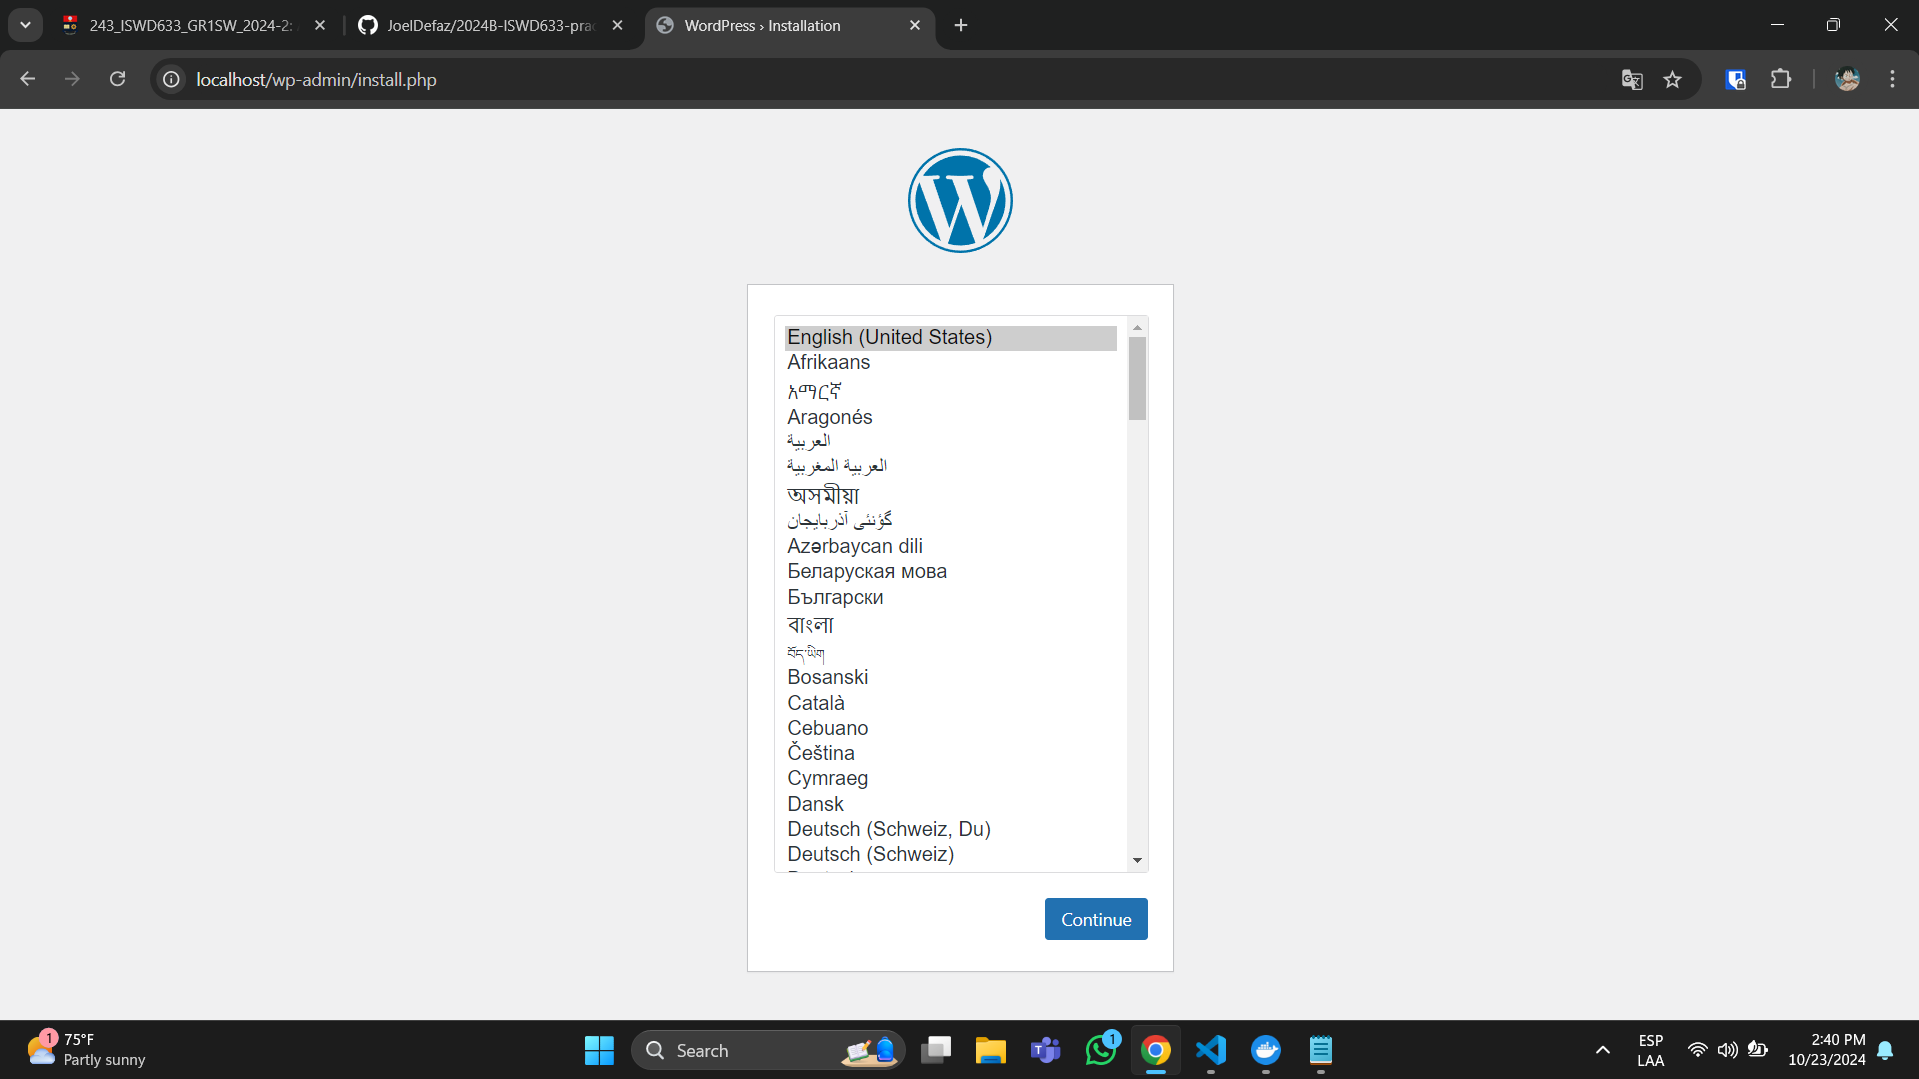 243_ISWD633_GR1SW_2024-2:
JoelDefaz/2024B-ISWD633-prac
WordPress › Installation
localhost/wp-admin/install.php
English (United States)
Afrikaans
አማርኛ
Aragonés
العربية
العربية المغربية
অসমীয়া
گؤنئی آذربایجان
Azərbaycan dili
Беларуская мова
Български
বাংলা
བོད་ཡིག
Bosanski
Català
Cebuano
Čeština
Cymraeg
Dansk
Deutsch (Schweiz, Du)
Deutsch (Schweiz)
Continue
1
75°F
Partly sunny
Search
1
ESP
LAA
2:40 PM
10/23/2024